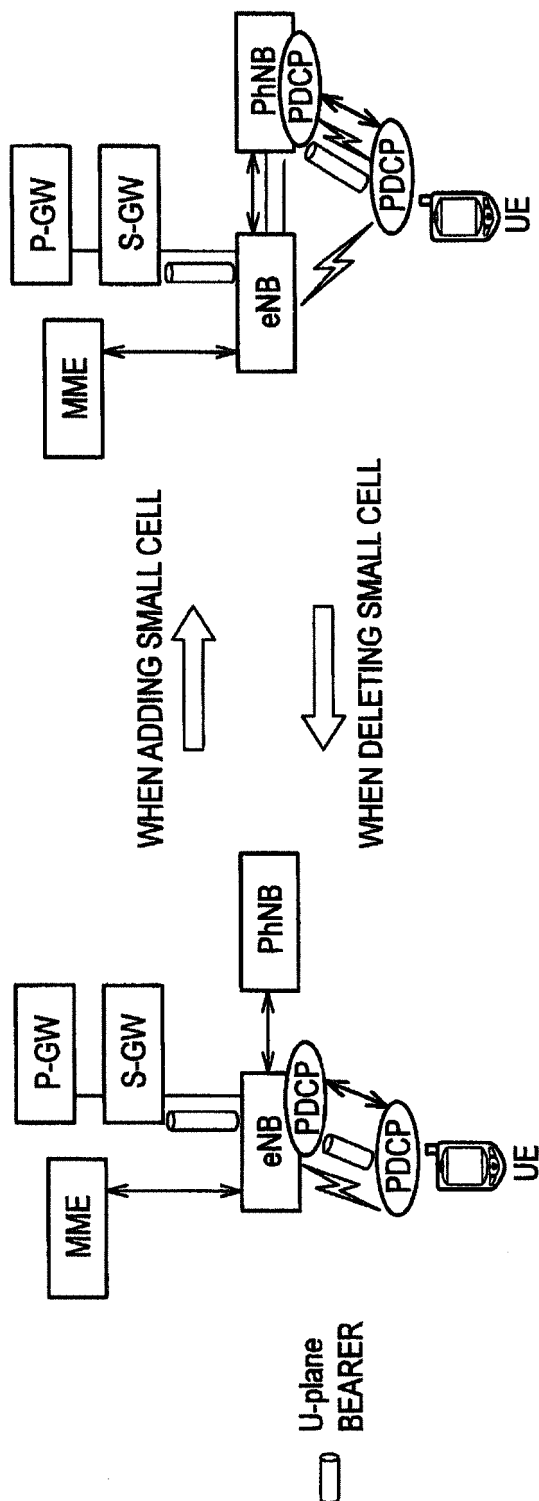 U-plane
BEARER
MME
P-GW
S-GW
eNB
PDCP
PhNB
PDCP
UE
WHEN ADDING SMALL CELL
WHEN DELETING SMALL CELL
MME
P-GW
S-GW
eNB
PhNB
PDCP
PDCP
UE